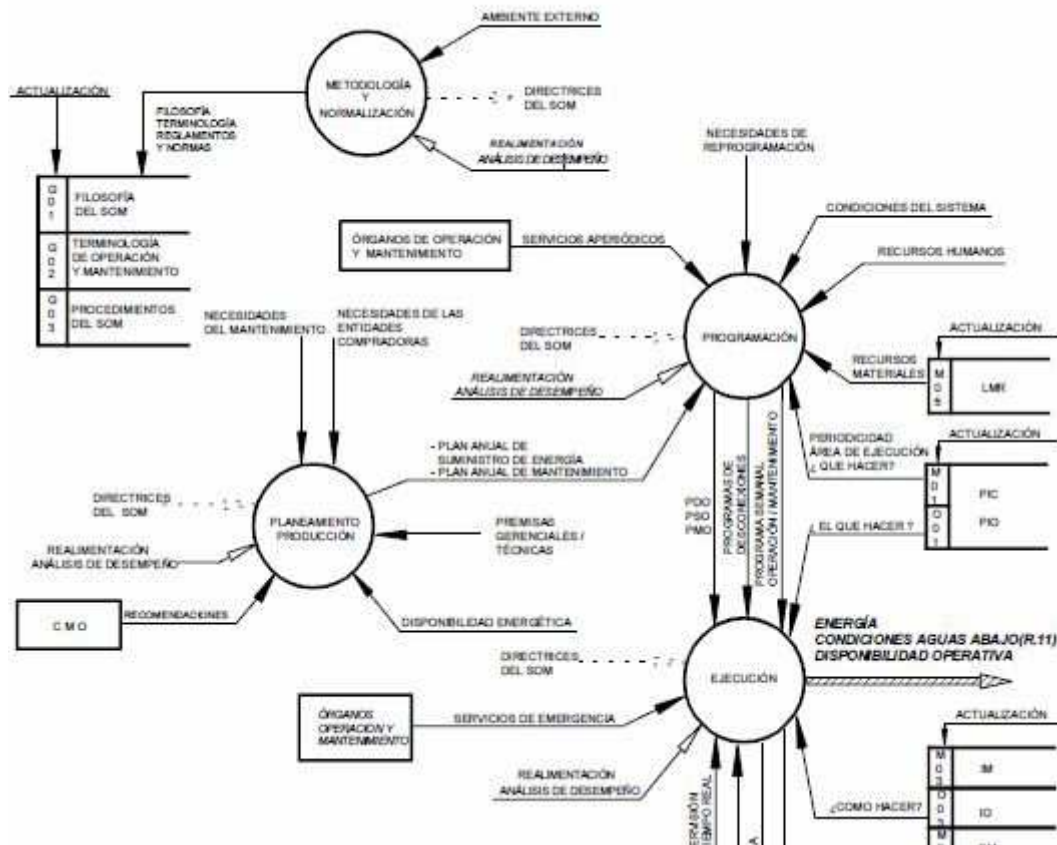 AMBIENTE EXTERNO
METODOLOGÍA
Y
NORMALIZACIÓN
DIRECTRICES
DEL SOM
REALIMENTACIÓN
ANÁLISIS DE DESEMPEÑO
ACTUALIZACIÓN
FILOSOFÍA
TERMINOLOGÍA
REGLAMENTOS
Y NORMAS
G01
FILOSOFÍA
DEL SOM
G02
TERMINOLOGÍA
DE OPERACIÓN
Y MANTENIMIENTO
G03
PROCEDIMIENTOS
DEL SOM
NECESIDADES DE
REPROGRAMACIÓN
ÓRGANOS DE OPERACIÓN
Y MANTENIMIENTO
SERVICIOS APERIÓDICOS
CONDICIONES DEL SISTEMA
RECURSOS HUMANOS
DIRECTRICES
DEL SOM
PROGRAMACIÓN
REALIMENTACIÓN
ANÁLISIS DE DESEMPEÑO
ACTUALIZACIÓN
RECURSOS
MATERIALES
LMR
NECESIDADES
DEL MANTENIMIENTO
NECESIDADES DE LAS
ENTIDADES
COMPRADORAS
- PLAN ANUAL DE
SUMINISTRO DE ENERGÍA
- PLAN ANUAL DE MANTENIMIENTO
PERIODICIDAD
ÁREA DE EJECUCIÓN
¿ QUE HACER?
ACTUALIZACIÓN
M01
PIC
O01
PIO
DIRECTRICES
DEL SOM
PLANEAMIENTO
PRODUCCIÓN
PREMISAS
GERENCIALES /
TÉCNICAS
REALIMENTACIÓN
ANÁLISIS DE DESEMPEÑO
C M O
RECOMENDACIONES
DISPONIBILIDAD ENERGÉTICA
PDO
PSO
PMO
PROGRAMAS DE
DESCONEXIONES
PROGRAMA SEMANAL
OPERACIÓN / MANTENIMIENTO
¿ EL QUE HACER ?
ENERGÍA
CONDICIONES AGUAS ABAJO(R.11)
DISPONIBILIDAD OPERATIVA
DIRECTRICES
DEL SOM
EJECUCIÓN
ÓRGANOS
OPERACIÓN Y
MANTENIMIENTO
SERVICIOS DE EMERGENCIA
REALIMENTACIÓN
ANÁLISIS DE DESEMPEÑO
ACTUALIZACIÓN
M03
IM
¿COMO HACER?
O03
IO